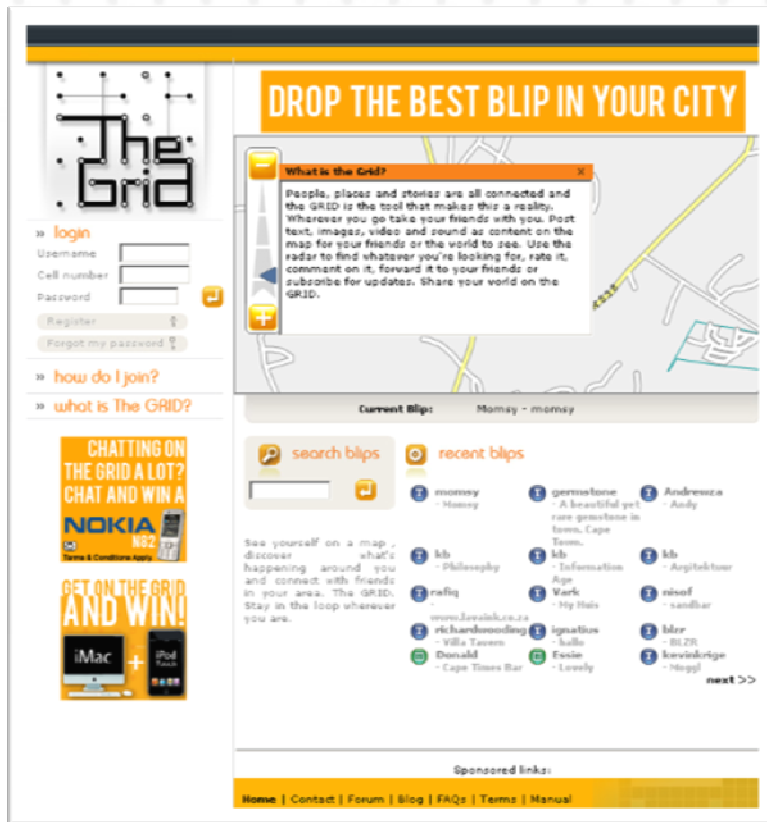 The
Grid
DROP THE BEST BLIP IN YOUR CITY
What is the Grid? x
People, places and stories are all connected and
the GRID is the tool that makes this a reality.
Wherever you go take your friends with you. Post
text, images, video and sound as content on the
map for your friends or the world to see. Use the
radar to find whatever you're looking for, rate it,
comment on it, forward it to your friends or
subscribe for updates. Share your world on the
GRID.
» login
Username
Cell number
Password
Register
Forgot my password
» how do I join?
» what is The GRID?
Current Blip: Momsy - momsy
CHATTING ON
THE GRID A LOT?
CHAT AND WIN A
NOKIA
N82
Terms & Conditions Apply.
GET ON THE GRID
AND WIN!
iMac + iPod
Touch
search blips
See yourself on a map ,
discover what's
happening around you
and connect with friends
in your area. The GRID.
Stay in the loop wherever
you are.
recent blips
momsy
- Momsy
gemstone
- A beautiful yet
rare gemstone in
town, Cape
Town.
Andrewza
- Andy
kb
- Philosophy
kb
- Information
Age
kb
- Argitektuur
rafiq
-
www.lavaink.co.za
Vark
- My Huis
nisof
- sandbar
richardwooding
- Villa Tavern
ignatius
- hallo
blzr
- BLZR
Donald
- Cape Times Bar
Essie
- Lovely
kevinkrige
- Moggl
next >>
Sponsored links:
Home | Contact | Forum | Blog | FAQs | Terms | Manual